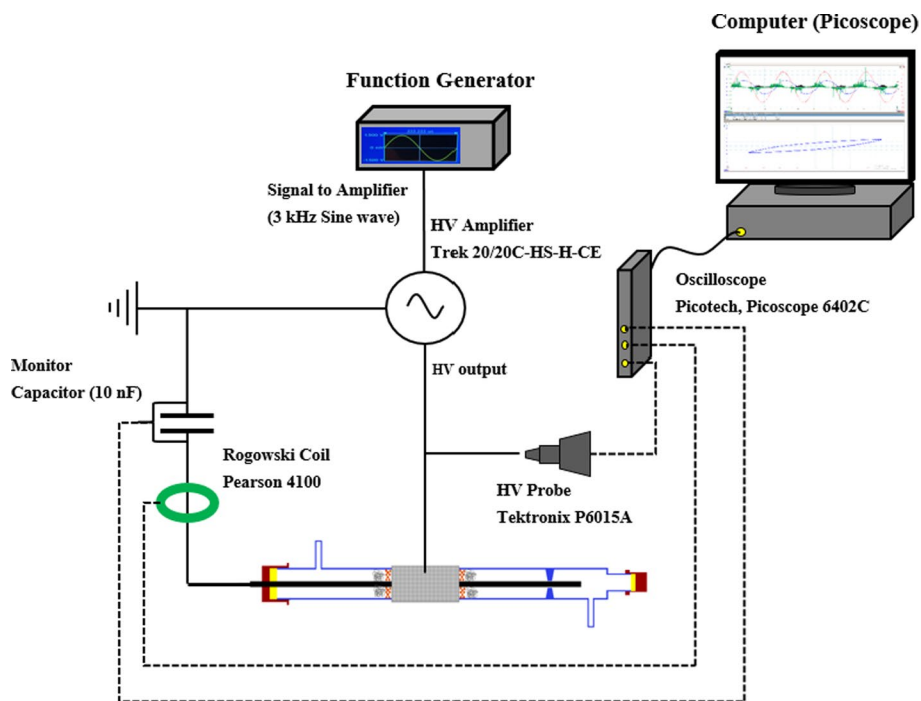 Computer (Picoscope)
Function Generator
Signal to Amplifier
(3 kHz Sine wave)
HV Amplifier
Trek 20/20C-HS-H-CE
Oscilloscope
Picotech, Picoscope 6402C
Monitor
Capacitor (10 nF)
HV output
Rogowski Coil
Pearson 4100
HV Probe
Tektronix P6015A